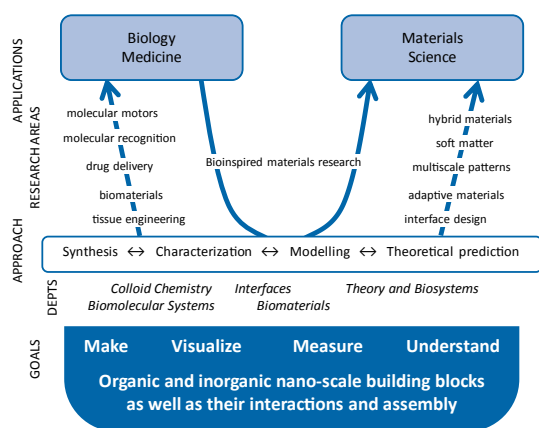 APPLICATIONS
Biology
Medicine
Materials
Science
RESEARCH AREAS
molecular motors
molecular recognition
drug delivery
biomaterials
tissue engineering
Bioinspired materials research
hybrid materials
soft matter
multiscale patterns
adaptive materials
interface design
APPROACH
Synthesis ↔ Characterization ↔ Modelling ↔ Theoretical prediction
DEPTS
Colloid Chemistry Interfaces Theory and Biosystems
Biomolecular Systems Biomaterials
GOALS
Make Visualize Measure Understand
Organic and inorganic nano-scale building blocks
as well as their interactions and assembly